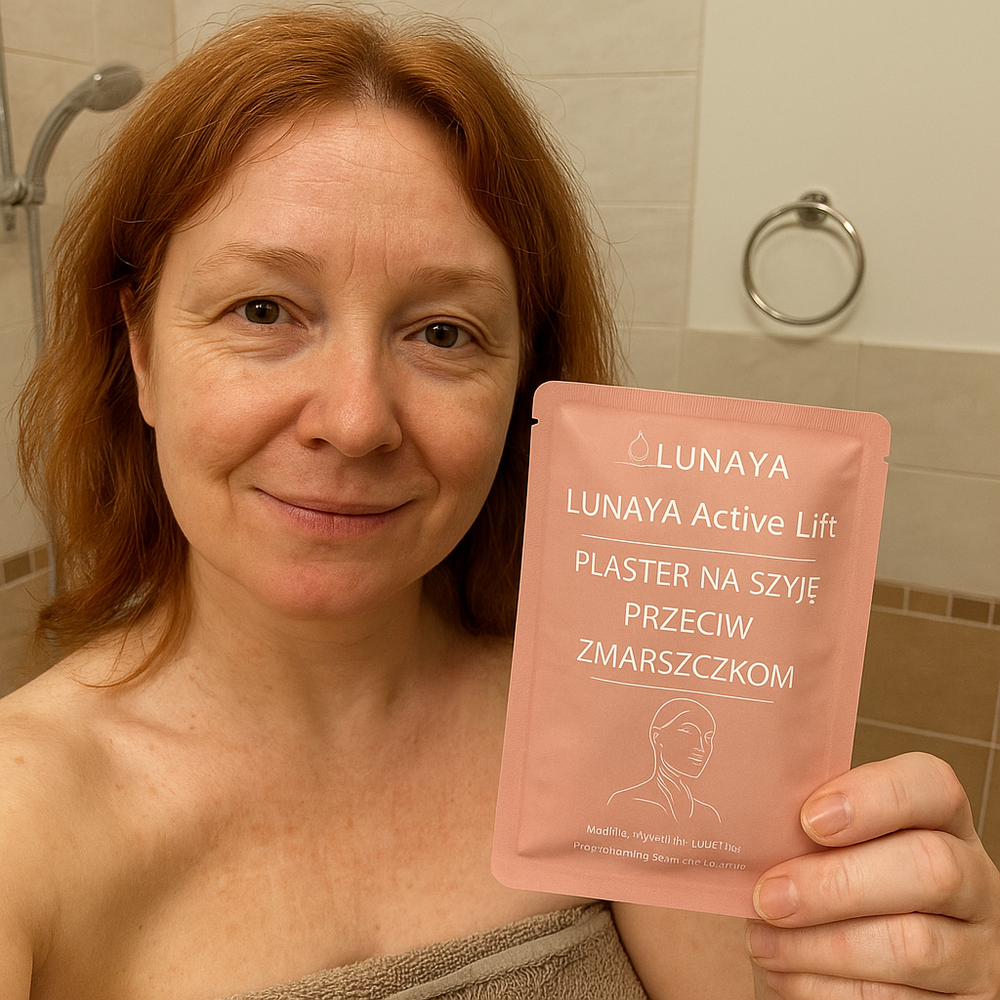 LUNAYA
LUNAYA Active Lift
PLASTER NA SZYJĘ
PRZECIW
ZMARSZCZKOM